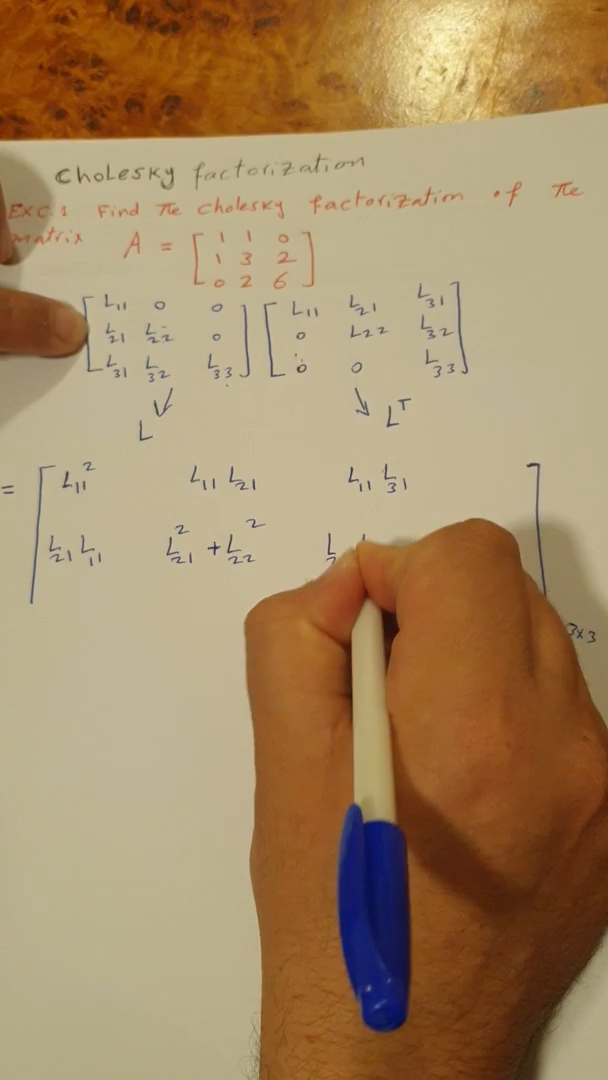 Cholesky factorization
Exc.1 Find The cholesky factorization of The
matrix A = [1 1 0
1 3 2
0 2 6]
[L11 0 0
L21 L22 0
L31 L32 L33] [L11 L21 L31
0 L22 L32
0 0 L33]
L L^T
= [L11^2 L11 L21 L11 L31
L21 L11 L21^2 + L22^2 L
]3x3